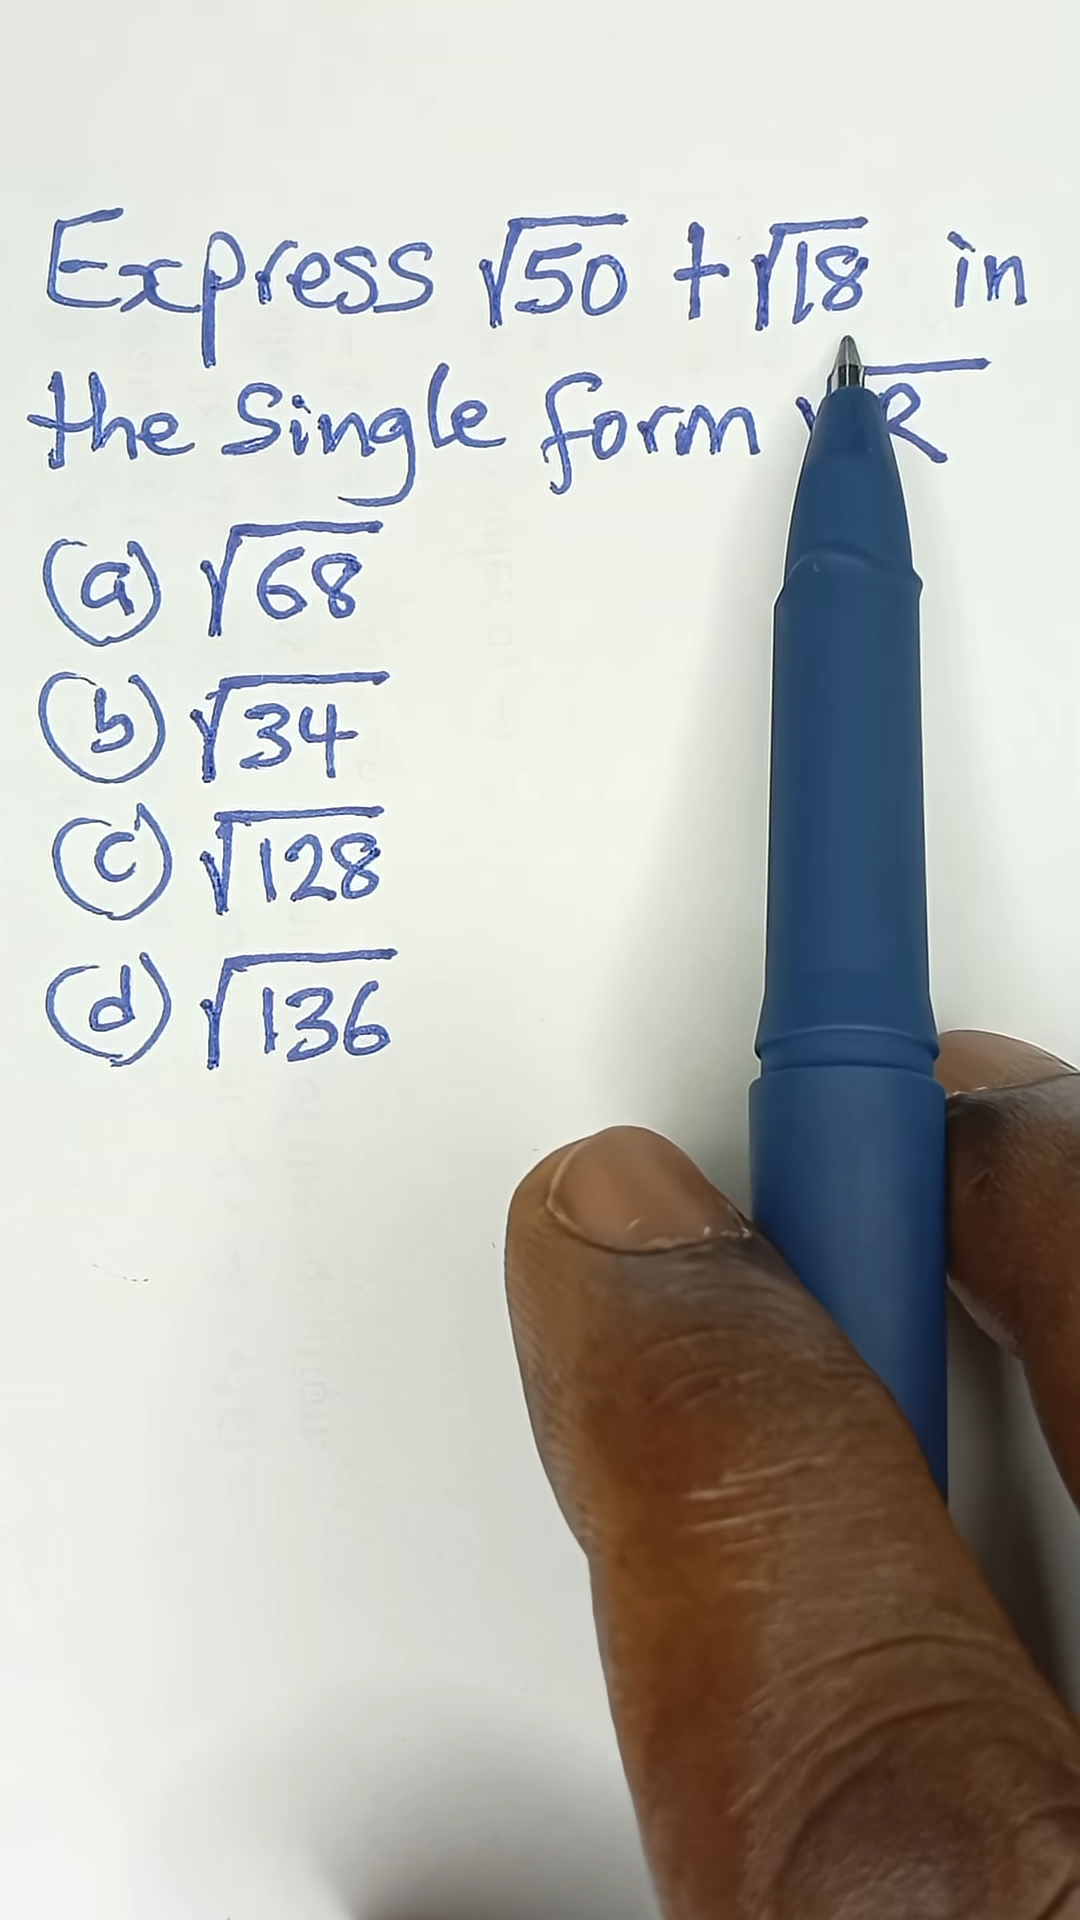 Express √50 + √18 in
the Single form √R
(a) √68
(b) √34
(c) √128
(d) √136